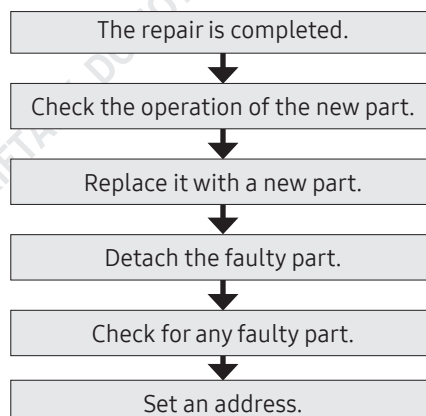 The repair is completed.
Check the operation of the new part.
Replace it with a new part.
Detach the faulty part.
Check for any faulty part.
Set an address.